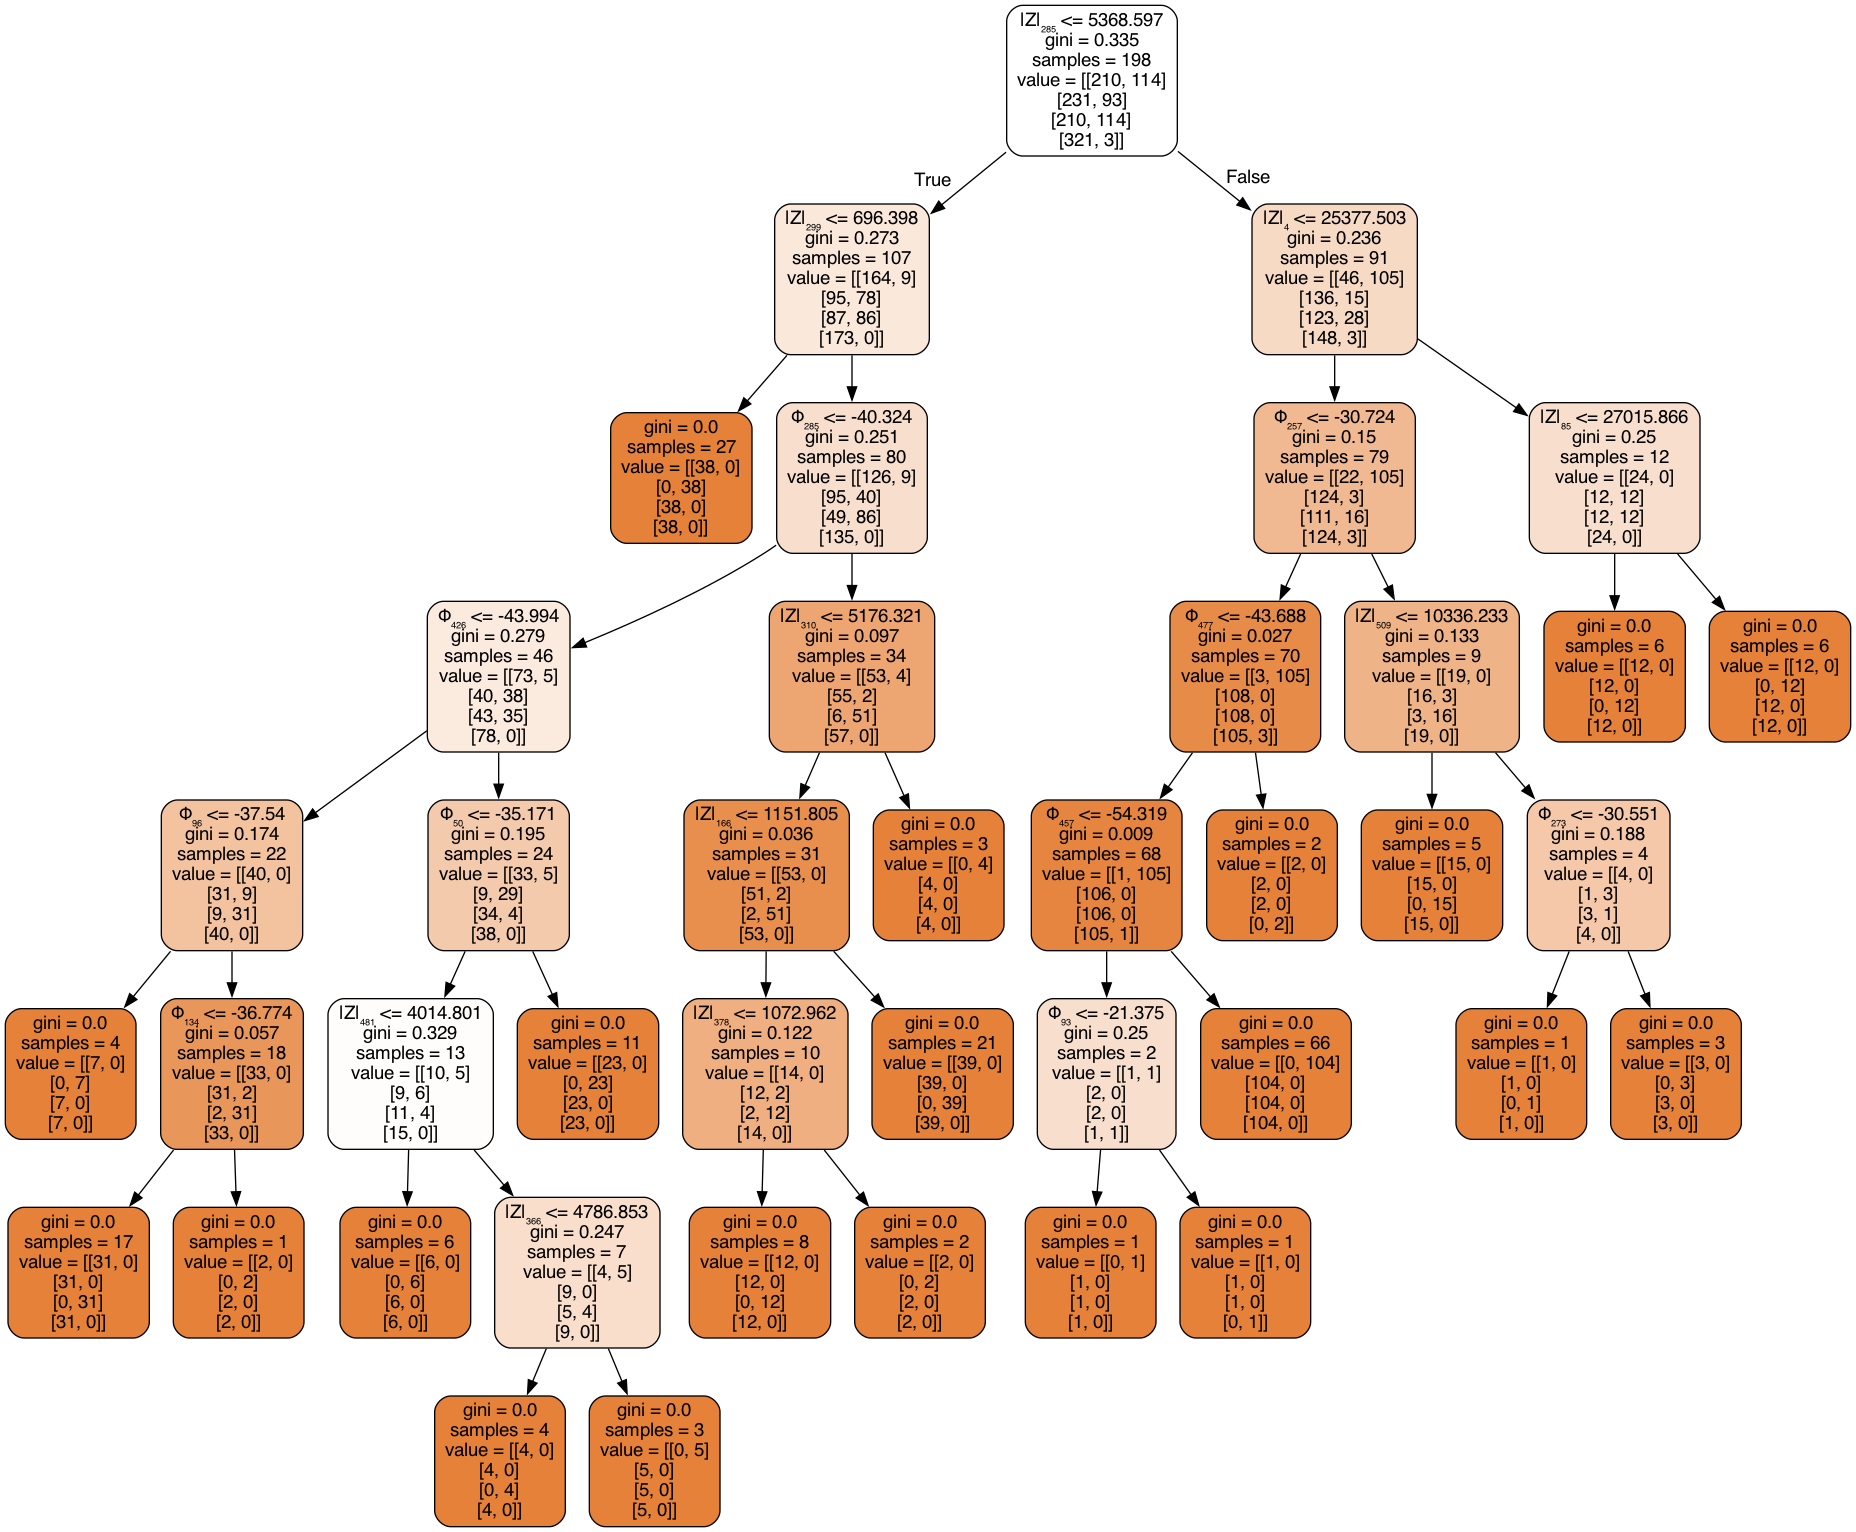 |Z|₂₈₅ <= 5368.597
gini = 0.335
samples = 198
value = [[210, 114]
[231, 93]
[210, 114]
[321, 3]]
True
False
|Z|₂₉₉ <= 696.398
gini = 0.273
samples = 107
value = [[164, 9]
[95, 78]
[87, 86]
[173, 0]]
|Z|₄ <= 25377.503
gini = 0.236
samples = 91
value = [[46, 105]
[136, 15]
[123, 28]
[148, 3]]
gini = 0.0
samples = 27
value = [[38, 0]
[0, 38]
[38, 0]
[38, 0]]
Φ₂₈₅ <= -40.324
gini = 0.251
samples = 80
value = [[126, 9]
[95, 40]
[49, 86]
[135, 0]]
Φ₂₅₇ <= -30.724
gini = 0.15
samples = 79
value = [[22, 105]
[124, 3]
[111, 16]
[124, 3]]
|Z|₈₅ <= 27015.866
gini = 0.25
samples = 12
value = [[24, 0]
[12, 12]
[12, 12]
[24, 0]]
Φ₄₂₆ <= -43.994
gini = 0.279
samples = 46
value = [[73, 5]
[40, 38]
[43, 35]
[78, 0]]
|Z|₃₁₀ <= 5176.321
gini = 0.097
samples = 34
value = [[53, 4]
[55, 2]
[6, 51]
[57, 0]]
Φ₄₇₇ <= -43.688
gini = 0.027
samples = 70
value = [[3, 105]
[108, 0]
[108, 0]
[105, 3]]
|Z|₅₀₉ <= 10336.233
gini = 0.133
samples = 9
value = [[19, 0]
[16, 3]
[3, 16]
[19, 0]]
gini = 0.0
samples = 6
value = [[12, 0]
[12, 0]
[0, 12]
[12, 0]]
gini = 0.0
samples = 6
value = [[12, 0]
[0, 12]
[12, 0]
[12, 0]]
Φ₉₆ <= -37.54
gini = 0.174
samples = 22
value = [[40, 0]
[31, 9]
[9, 31]
[40, 0]]
Φ₅₀ <= -35.171
gini = 0.195
samples = 24
value = [[33, 5]
[9, 29]
[34, 4]
[38, 0]]
|Z|₁₆₆ <= 1151.805
gini = 0.036
samples = 31
value = [[53, 0]
[51, 2]
[2, 51]
[53, 0]]
gini = 0.0
samples = 3
value = [[0, 4]
[4, 0]
[4, 0]
[4, 0]]
Φ₄₅₇ <= -54.319
gini = 0.009
samples = 68
value = [[1, 105]
[106, 0]
[106, 0]
[105, 1]]
gini = 0.0
samples = 2
value = [[2, 0]
[2, 0]
[2, 0]
[0, 2]]
gini = 0.0
samples = 5
value = [[15, 0]
[15, 0]
[0, 15]
[15, 0]]
Φ₂₇₃ <= -30.551
gini = 0.188
samples = 4
value = [[4, 0]
[1, 3]
[3, 1]
[4, 0]]
gini = 0.0
samples = 4
value = [[7, 0]
[0, 7]
[7, 0]
[7, 0]]
Φ₁₃₄ <= -36.774
gini = 0.057
samples = 18
value = [[33, 0]
[31, 2]
[2, 31]
[33, 0]]
|Z|₄₈₁ <= 4014.801
gini = 0.329
samples = 13
value = [[10, 5]
[9, 6]
[11, 4]
[15, 0]]
gini = 0.0
samples = 11
value = [[23, 0]
[0, 23]
[23, 0]
[23, 0]]
|Z|₃₇₈ <= 1072.962
gini = 0.122
samples = 10
value = [[14, 0]
[12, 2]
[2, 12]
[14, 0]]
gini = 0.0
samples = 21
value = [[39, 0]
[39, 0]
[0, 39]
[39, 0]]
Φ₉₃ <= -21.375
gini = 0.25
samples = 2
value = [[1, 1]
[2, 0]
[2, 0]
[1, 1]]
gini = 0.0
samples = 66
value = [[0, 104]
[104, 0]
[104, 0]
[104, 0]]
gini = 0.0
samples = 1
value = [[1, 0]
[1, 0]
[0, 1]
[1, 0]]
gini = 0.0
samples = 3
value = [[3, 0]
[0, 3]
[3, 0]
[3, 0]]
gini = 0.0
samples = 17
value = [[31, 0]
[31, 0]
[0, 31]
[31, 0]]
gini = 0.0
samples = 1
value = [[2, 0]
[0, 2]
[2, 0]
[2, 0]]
gini = 0.0
samples = 6
value = [[6, 0]
[0, 6]
[6, 0]
[6, 0]]
|Z|₃₆₆ <= 4786.853
gini = 0.247
samples = 7
value = [[4, 5]
[9, 0]
[5, 4]
[9, 0]]
gini = 0.0
samples = 8
value = [[12, 0]
[12, 0]
[0, 12]
[12, 0]]
gini = 0.0
samples = 2
value = [[2, 0]
[0, 2]
[2, 0]
[2, 0]]
gini = 0.0
samples = 1
value = [[0, 1]
[1, 0]
[1, 0]
[1, 0]]
gini = 0.0
samples = 1
value = [[1, 0]
[1, 0]
[1, 0]
[0, 1]]
gini = 0.0
samples = 4
value = [[4, 0]
[4, 0]
[0, 4]
[4, 0]]
gini = 0.0
samples = 3
value = [[0, 5]
[5, 0]
[5, 0]
[5, 0]]